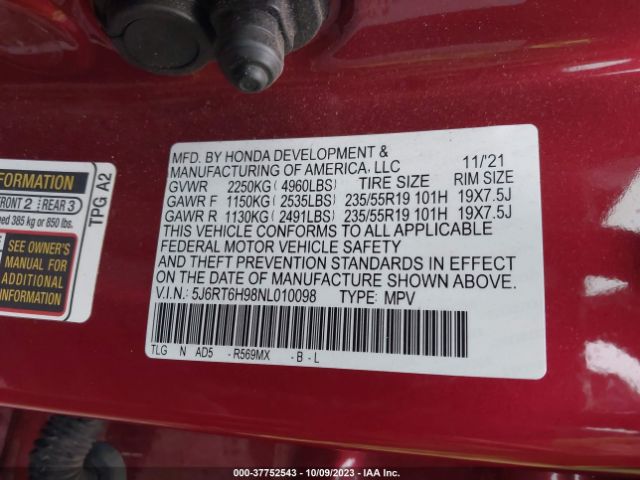 FORMATION
FRONT 2 REAR 3
eed 385 kg or 850 lbs.
SEE OWNER'S
MANUAL FOR
ADDITIONAL
INFORMATION
TPG A2
MFD. BY HONDA DEVELOPMENT &
MANUFACTURING OF AMERICA, LLC 11/'21
GVWR 2250KG ( 4960LBS) TIRE SIZE RIM SIZE
GAWR F 1150KG ( 2535LBS) 235/55R19 101H 19X7.5J
GAWR R 1130KG ( 2491LBS) 235/55R19 101H 19X7.5J
THIS VEHICLE CONFORMS TO ALL APPLICABLE
FEDERAL MOTOR VEHICLE SAFETY
AND THEFT PREVENTION STANDARDS IN EFFECT
ON THE DATE OF MANUFACTURE SHOWN ABOVE.
V.I.N.: 5J6RT6H98NL010098 TYPE: MPV
TLG N AD5 - R569MX - B - L
000-37752543 - 10/09/2023 - IAA Inc.